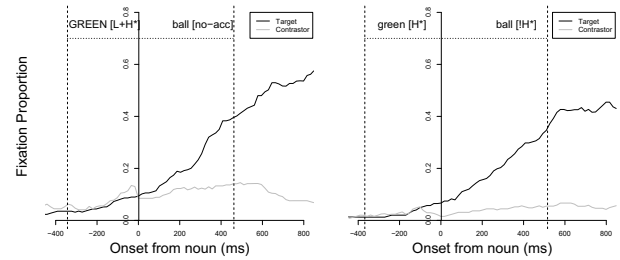 GREEN [L+H*] ball [no−acc]
Target
Contrastor
Fixation Proportion
0.0 0.2 0.4 0.6 0.8
−400 −200 0 200 400 600 800
Onset from noun (ms)
green [H*] ball [!H*]
Target
Contrastor
0.0 0.2 0.4 0.6 0.8
−400 −200 0 200 400 600 800
Onset from noun (ms)